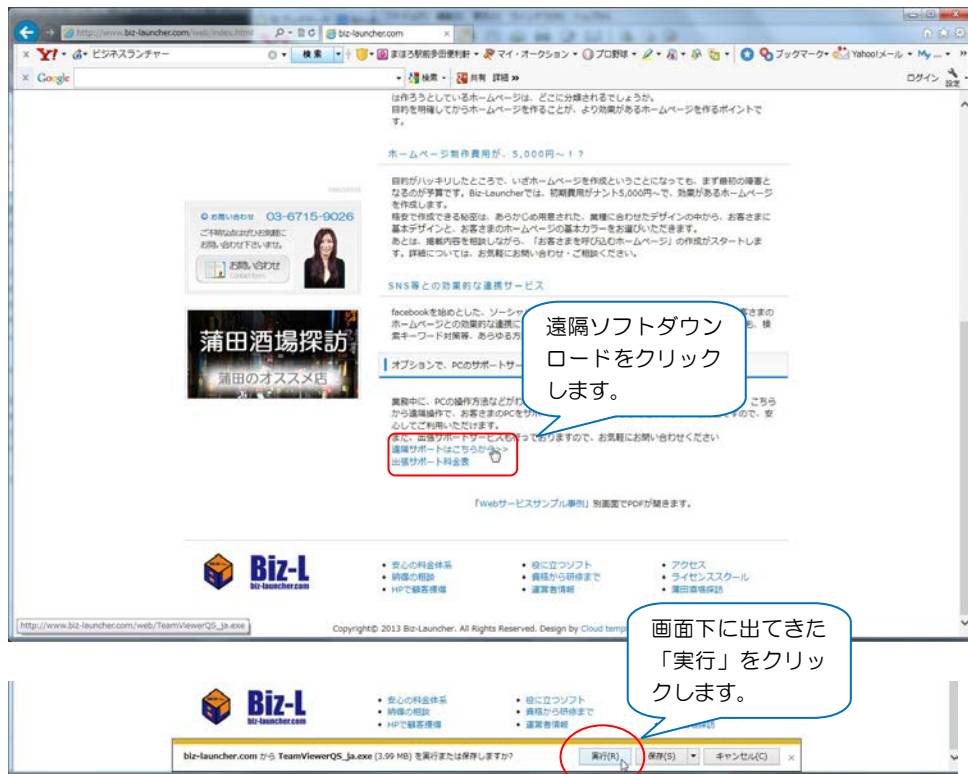 http://www.biz-launcher.com/web/index.html
biz-launcher.com
ビジネスランチャー
検索
まほろ駅前多田便利軒
マイ・オークション
プロ野球
ブックマーク
Yahoo!メール
My
Google
検索
共有 詳細 »
ログイン
設定
は作ろうとしているホームページは、どこに分類されるでしょうか。
目的を明確してからホームページを作ることが、より効果があるホームページを作るポイントで
す。
ホームページ制作費用が、5,000円～！？
目的がハッキリしたところで、いざホームページを作成ということになっても、まず最初の障害と
なるのが予算です。Biz-Launcherでは、初期費用がナント5,000円～で、効果があるホームページ
を作成します。
格安で作成できる秘密は、あらかじめ用意された、業種に合わせたデザインの中から、お客さまに
基本デザインと、お客さまのホームページの基本カラーをお選びいただきます。
あとは、掲載内容を相談しながら、「お客さまを呼び込むホームページ」の作成がスタートしま
す。詳細については、お気軽にお問い合わせ・ご相談ください。
お問い合わせ 03-6715-9026
ご不明な点はぜひお気軽に
お問い合わせ下さいませ。
お問い合わせ
Contact form
SNS等との効果的な連携サービス
facebookを始めとした、ソーシャ
客さまの
ホームページとの効果的な連携に
も、検
索キーワード対策等、あらゆる方
蒲田酒場探訪
蒲田のオススメ店
オプションで、PCのサポートサー
遠隔ソフトダウン
ロードをクリック
します。
業務中に、PCの操作方法などがわ
こちら
から遠隔操作で、お客さまのPCをサポ
ますので、安
心してご利用いただけます。
また、出張サポートサービスも行っておりますので、お気軽にお問い合わせください
遠隔サポートはこちらから>>
出張サポート料金表
「Webサービスサンプル事例」別画面でPDFが開きます。
Biz-L
biz-launcher.com
• 安心の料金体系
• 納得の相談
• HPで顧客獲得
• 役に立つソフト
• 資格から研修まで
• 運営者情報
• アクセス
• ライセンススクール
• 蒲田酒場探訪
http://www.biz-launcher.com/web/TeamViewerQS_ja.exe
Copyright© 2013 Biz-Launcher. All Rights Reserved. Design by Cloud temp
画面下に出てきた
「実行」をクリッ
クします。
Biz-L
biz-launcher.com
• 安心の料金体系
• 納得の相談
• HPで顧客獲得
• 役に立つソフト
• 資格から研修まで
• 運営者情報
biz-launcher.com から TeamViewerQS_ja.exe (3.99 MB) を実行または保存しますか?
実行(R)
保存(S)
キャンセル(C)